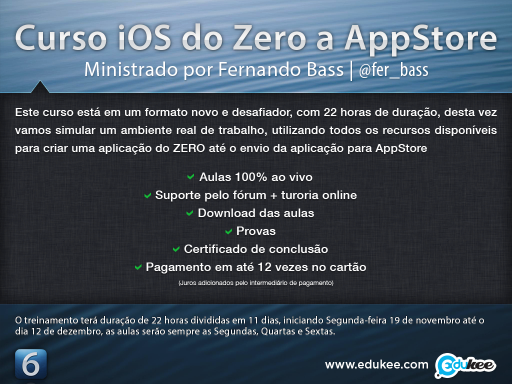 Curso iOS do Zero a AppStore
Ministrado por Fernando Bass | @fer_bass
Este curso está em um formato novo e desafiador, com 22 horas de duração, desta vez
vamos simular um ambiente real de trabalho, utilizando todos os recursos disponíveis
para criar uma aplicação do ZERO até o envio da aplicação para AppStore
✓ Aulas 100% ao vivo
✓ Suporte pelo fórum + turoria online
✓ Download das aulas
✓ Provas
✓ Certificado de conclusão
✓ Pagamento em até 12 vezes no cartão
(Juros adicionados pelo intermediário de pagamento)
O treinamento terá duração de 22 horas divididas em 11 dias, iniciando Segunda-feira 19 de novembro até o
dia 12 de dezembro, as aulas serão sempre as Segundas, Quartas e Sextas.
6
www.edukee.com edukee